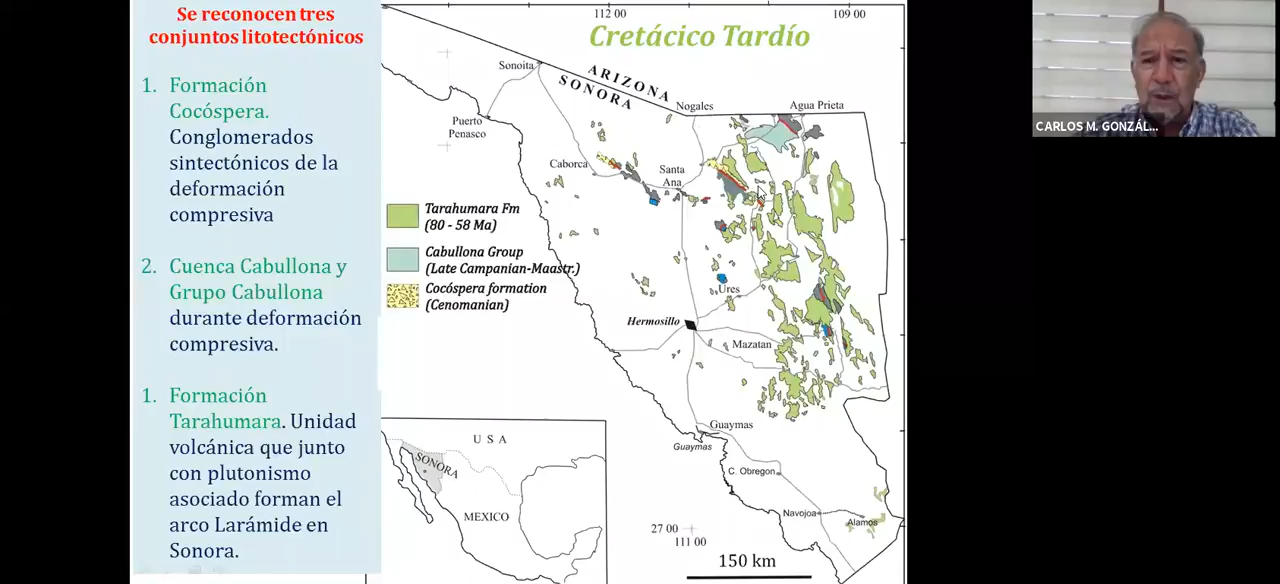 Se reconocen tres
conjuntos litotectónicos
1. Formación
Cocóspera.
Conglomerados
sintectónicos de la
deformación
compresiva
2. Cuenca Cabullona y
Grupo Cabullona
durante deformación
compresiva.
1. Formación
Tarahumara. Unidad
volcánica que junto
con plutonismo
asociado forman el
arco Larámide en
Sonora.
112 00
109 00
Cretácico Tardío
Sonoita
ARIZONA
SONORA
Nogales
Agua Prieta
Puerto
Penasco
Caborca
Santa
Ana
Tarahumara Fm
(80 - 58 Ma)
Cabullona Group
(Late Campanian-Maastr.)
Cocóspera formation
(Cenomanian)
Ures
Hermosillo
Mazatan
Guaymas
Guaymas
C. Obregon
Navojoa
Alamos
27 00
111 00
150 km
U S A
SONORA
MEXICO
CARLOS M. GONZÁL...